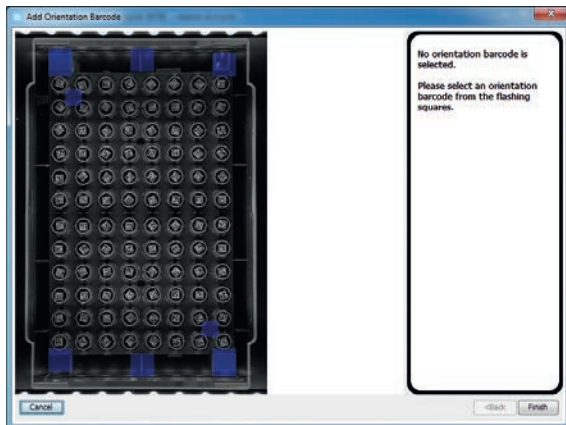 Add Orientation Barcode
No orientation barcode is
selected.
Please select an orientation
barcode from the flashing
squares.
Cancel
<Back
Finish